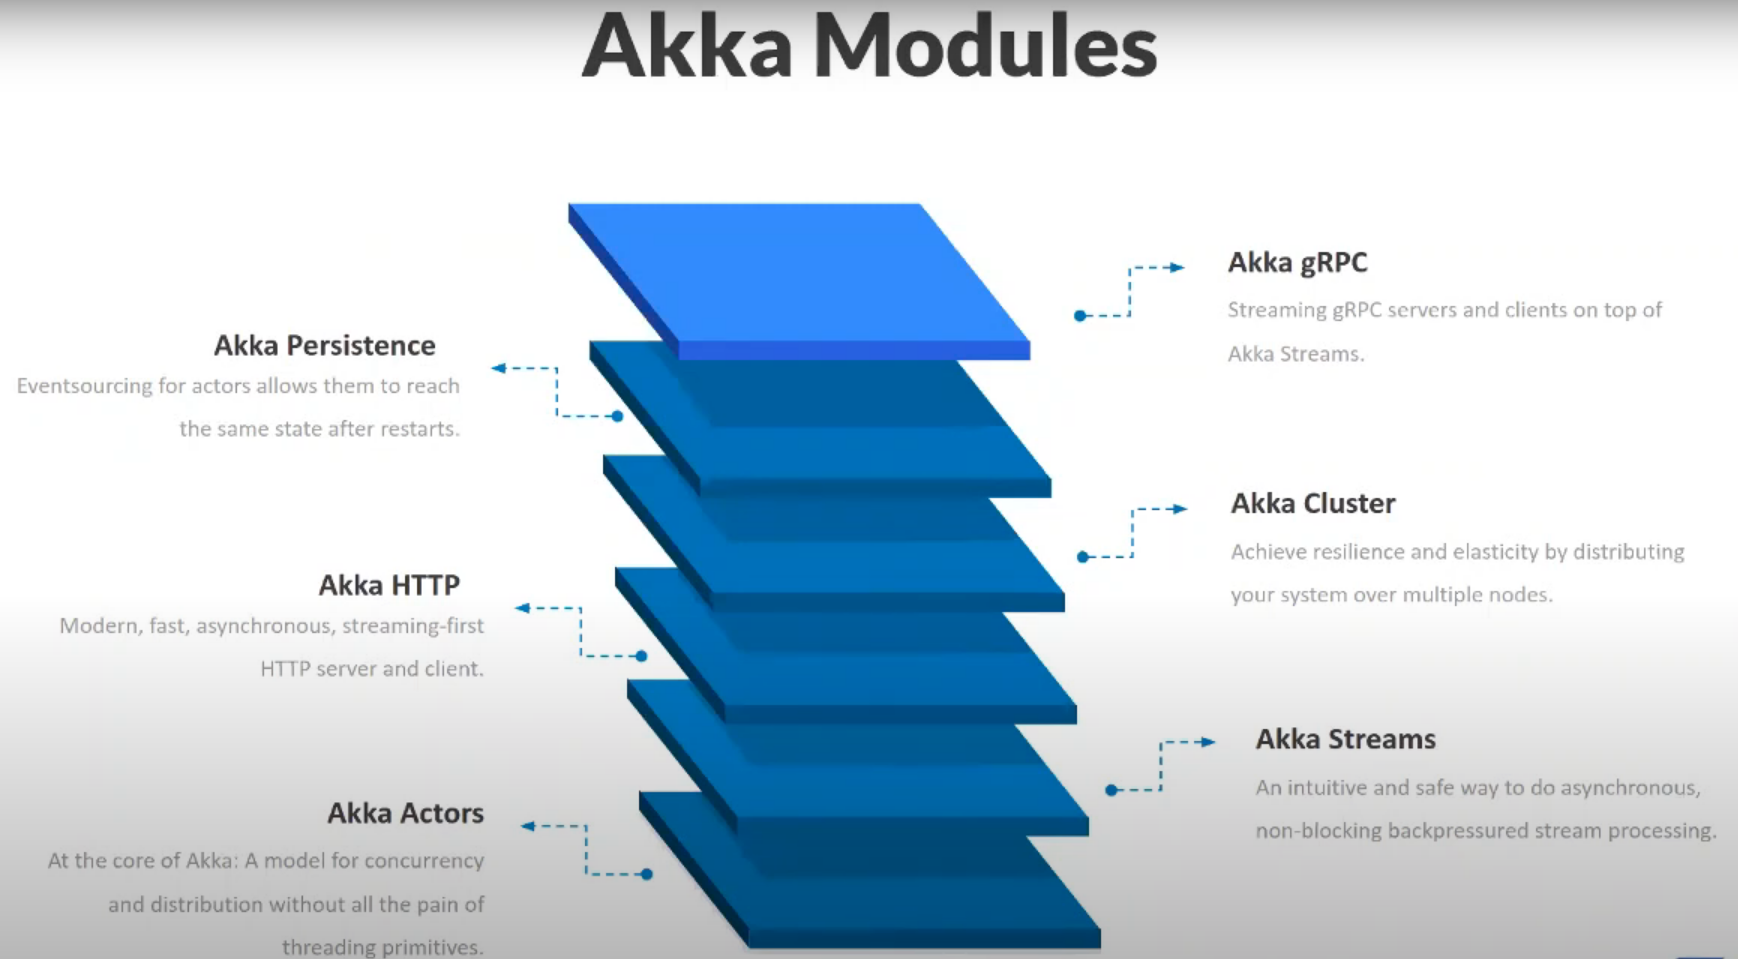 Akka Modules
Akka gRPC
Streaming gRPC servers and clients on top of
Akka Streams.
Akka Persistence
Eventsourcing for actors allows them to reach
the same state after restarts.
Akka Cluster
Achieve resilience and elasticity by distributing
your system over multiple nodes.
Akka HTTP
Modern, fast, asynchronous, streaming-first
HTTP server and client.
Akka Streams
An intuitive and safe way to do asynchronous,
non-blocking backpressured stream processing.
Akka Actors
At the core of Akka: A model for concurrency
and distribution without all the pain of
threading primitives.